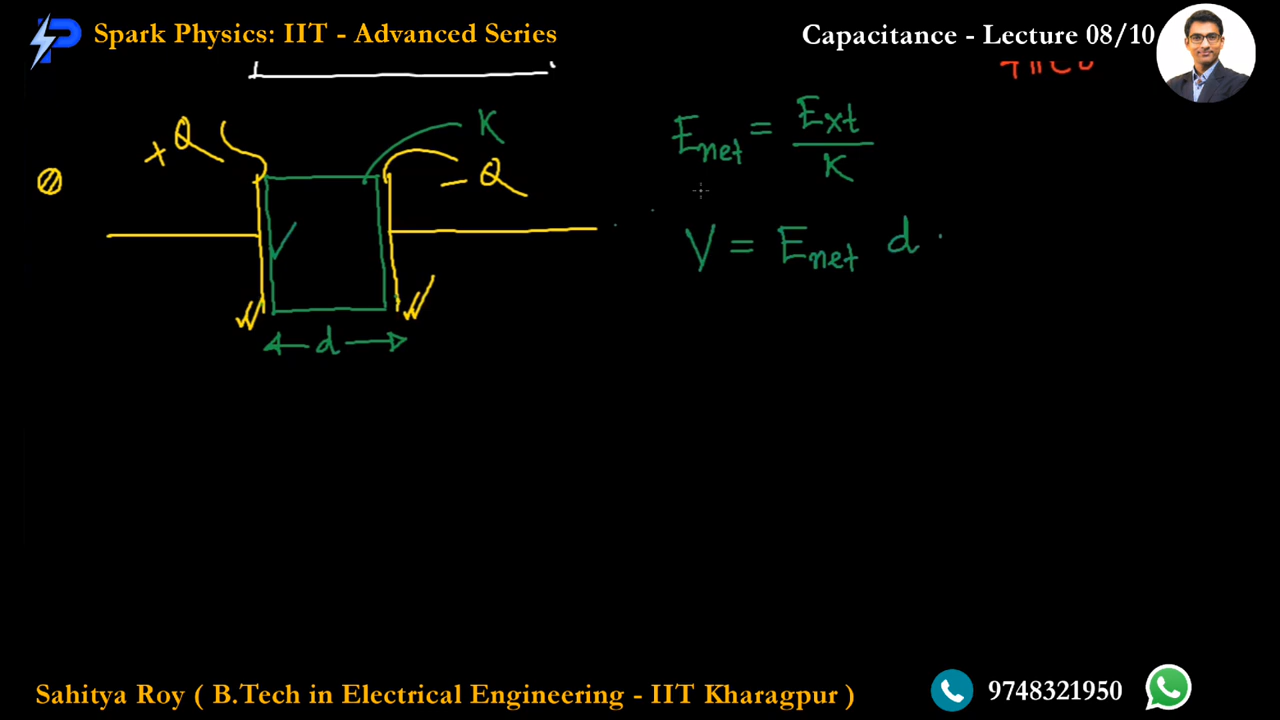 Spark Physics: IIT - Advanced Series
Capacitance - Lecture 08/10
+Q
K
- Q
E_net = Ext / K
V = E_net d .
d
Sahitya Roy ( B.Tech in Electrical Engineering - IIT Kharagpur )
9748321950